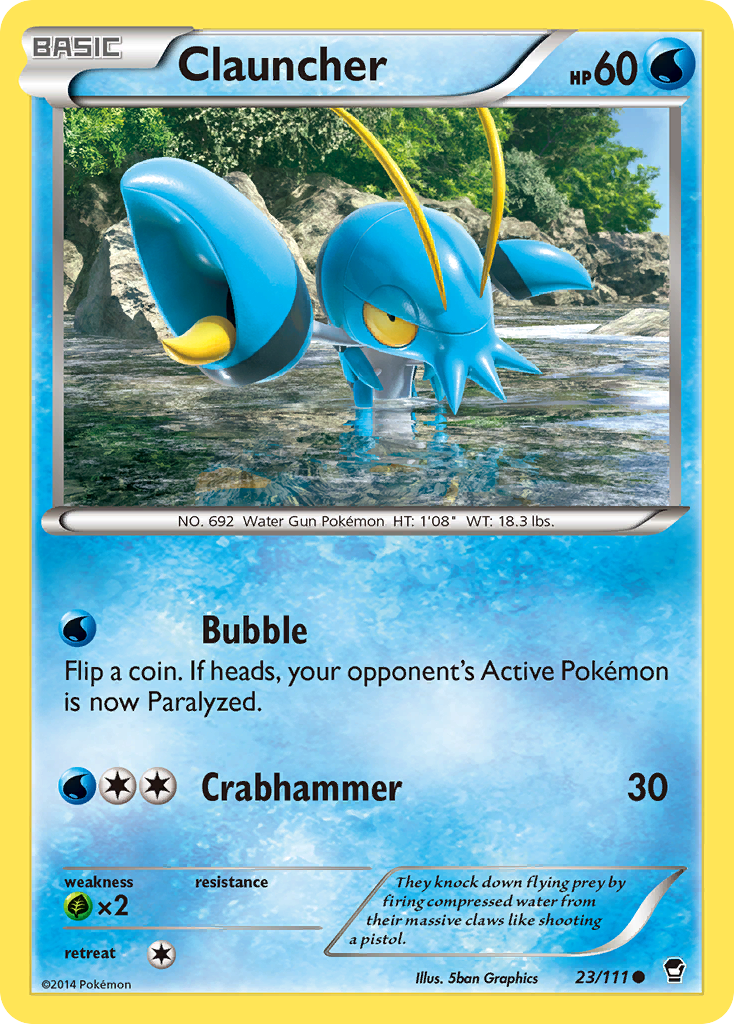 BASIC
Clauncher
HP60
NO. 692 Water Gun Pokémon HT: 1'08" WT: 18.3 lbs.
Bubble
Flip a coin. If heads, your opponent's Active Pokémon
is now Paralyzed.
Crabhammer 30
weakness
resistance
×2
retreat
They knock down flying prey by
firing compressed water from
their massive claws like shooting
a pistol.
©2014 Pokémon
Illus. 5ban Graphics
23/111